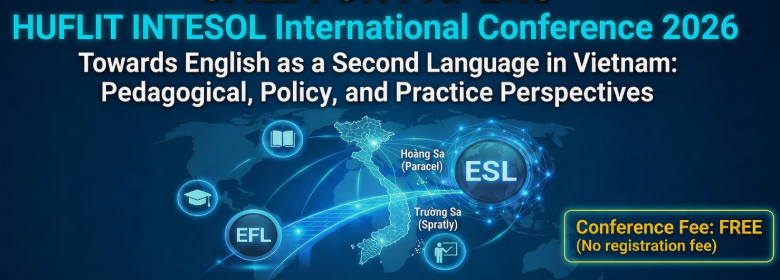 HUFLIT INTESOL International Conference 2026
Towards English as a Second Language in Vietnam:
Pedagogical, Policy, and Practice Perspectives
Hoàng Sa
(Paracel)
ESL
Trường Sa
(Spratly)
EFL
Conference Fee: FREE
(No registration fee)